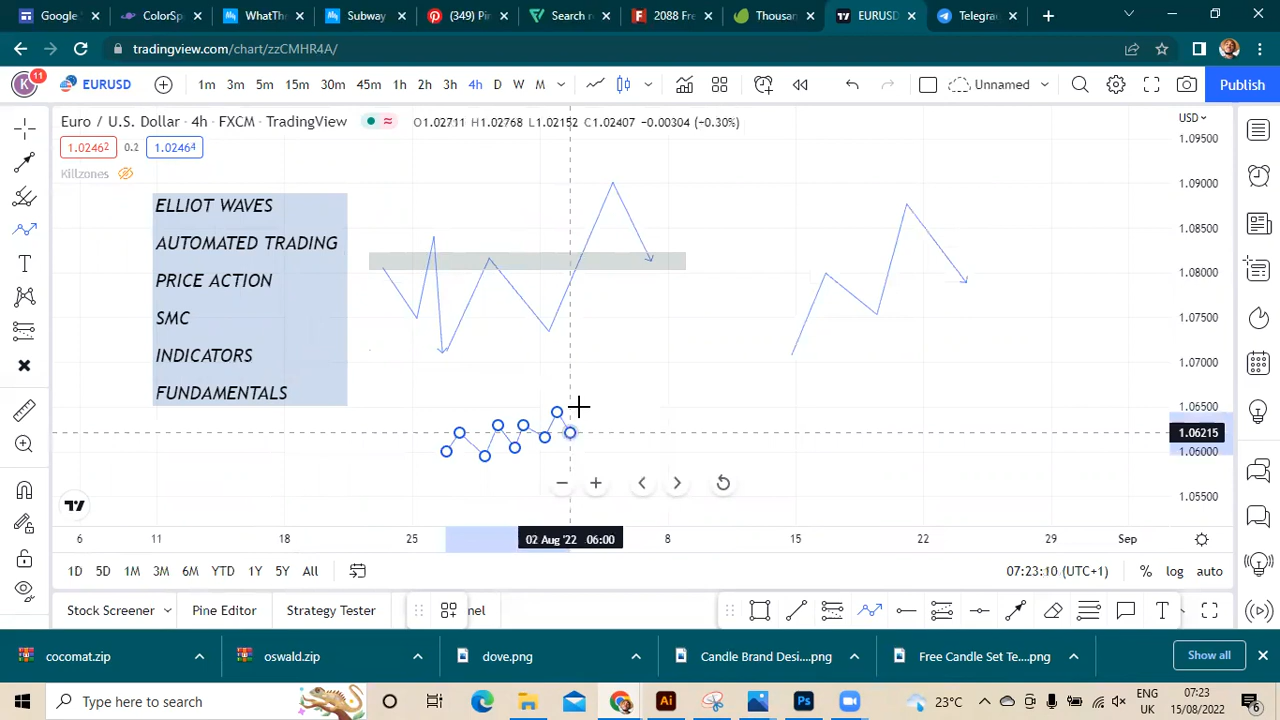 Google
ColorSp
WhatThe
Subway
(349) Pin
Search n
2088 Fre
Thousan
EURUSD
Telegra
tradingview.com/chart/zzCMHR4A/
K 11 EURUSD 1m 3m 5m 15m 30m 45m 1h 2h 3h 4h D W M Unnamed Publish
Euro / U.S. Dollar · 4h · FXCM · TradingView O1.02711 H1.02768 L1.02152 C1.02407 −0.00304 (−0.30%)
USD
1.02462 0.2 1.02464
Killzones
ELLIOT WAVES
AUTOMATED TRADING
PRICE ACTION
SMC
INDICATORS
FUNDAMENTALS
1.09500
1.09000
1.08500
1.08000
1.07500
1.07000
1.06500
1.06215
1.06000
1.05500
6 11 18 25 02 Aug '22 06:00 8 15 22 29 Sep
1D 5D 1M 3M 6M YTD 1Y 5Y All 07:23:10 (UTC+1) % log auto
Stock Screener Pine Editor Strategy Tester nel
cocomat.zip oswald.zip dove.png Candle Brand Desi....png Free Candle Set Te....png Show all
Type here to search 23°C ENG 07:23
UK 15/08/2022 6